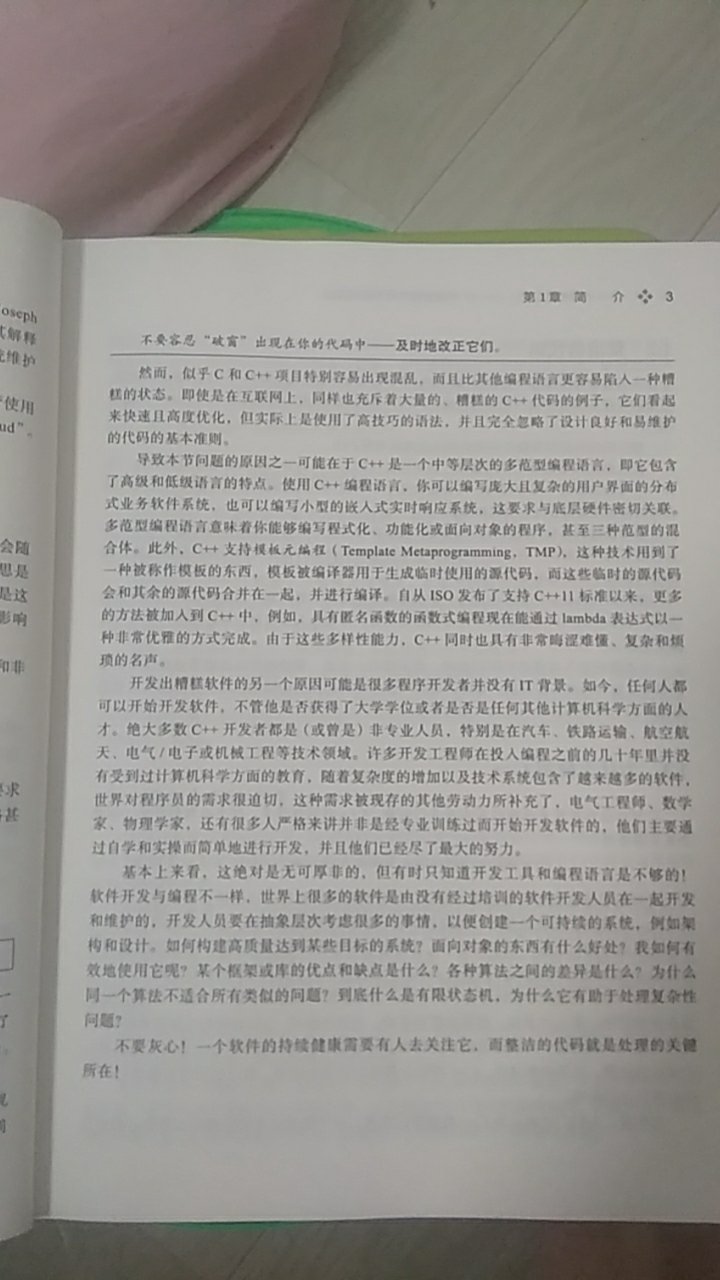 第1章 简 介 ❖ 3
不要容忍“破窗”出现在你的代码中——及时地改正它们。
然而，似乎 C 和 C++ 项目特别容易出现混乱，而且比其他编程语言更容易陷入一种糟
糕的状态。即使是在互联网上，同样也充斥着大量的、糟糕的 C++ 代码的例子，它们看起
来快速且高度优化，但实际上是使用了高技巧的语法，并且完全忽略了设计良好和易维护
的代码的基本准则。
导致本节问题的原因之一可能在于 C++ 是一个中等层次的多范型编程语言，即它包含
了高级和低级语言的特点。使用 C++ 编程语言，你可以编写庞大且复杂的用户界面的分布
式业务软件系统，也可以编写小型的嵌入式实时响应系统，这要求与底层硬件密切关联。
多范型编程语言意味着你能够编写程式化、功能化或面向对象的程序，甚至三种范型的混
合体。此外，C++ 支持模板元编程（Template Metaprogramming，TMP），这种技术用到了
一种被称作模板的东西，模板被编译器用于生成临时使用的源代码，而这些临时的源代码
会和其余的源代码合并在一起，并进行编译。自从 ISO 发布了支持 C++11 标准以来，更多
的方法被加入到 C++ 中，例如，具有匿名函数的函数式编程现在能通过 lambda 表达式以一
种非常优雅的方式完成。由于这些多样性能力，C++ 同时也具有非常晦涩难懂、复杂和烦
琐的名声。
开发出糟糕软件的另一个原因可能是很多程序开发者并没有 IT 背景。如今，任何人都
可以开始开发软件，不管他是否获得了大学学位或者是否是任何其他计算机科学方面的人
才。绝大多数 C++ 开发者都是（或曾是）非专业人员，特别是在汽车、铁路运输、航空航
天、电气 / 电子或机械工程等技术领域。许多开发工程师在投入编程之前的几十年里并没
有受到过计算机科学方面的教育，随着复杂度的增加以及技术系统包含了越来越多的软件，
世界对程序员的需求很迫切，这种需求被现存的其他劳动力所补充了，电气工程师、数学
家、物理学家，还有很多人严格来讲并非是经专业训练过而开始开发软件的，他们主要通
过自学和实操而简单地进行开发，并且他们已经尽了最大的努力。
基本上来看，这绝对是无可厚非的，但有时只知道开发工具和编程语言是不够的！
软件开发与编程不一样，世界上很多的软件是由没有经过培训的软件开发人员在一起开发
和维护的，开发人员要在抽象层次考虑很多的事情，以便创建一个可持续的系统，例如架
构和设计。如何构建高质量达到某些目标的系统？面向对象的东西有什么好处？我如何有
效地使用它呢？某个框架或库的优点和缺点是什么？各种算法之间的差异是什么？为什么
同一个算法不适合所有类似的问题？到底什么是有限状态机，为什么它有助于处理复杂性
问题？
不要灰心！一个软件的持续健康需要有人去关注它，而整洁的代码就是处理的关键
所在！
oseph
解释
维护
使用
ud”。
会随
思是
是这
影响
和非
要求
甚